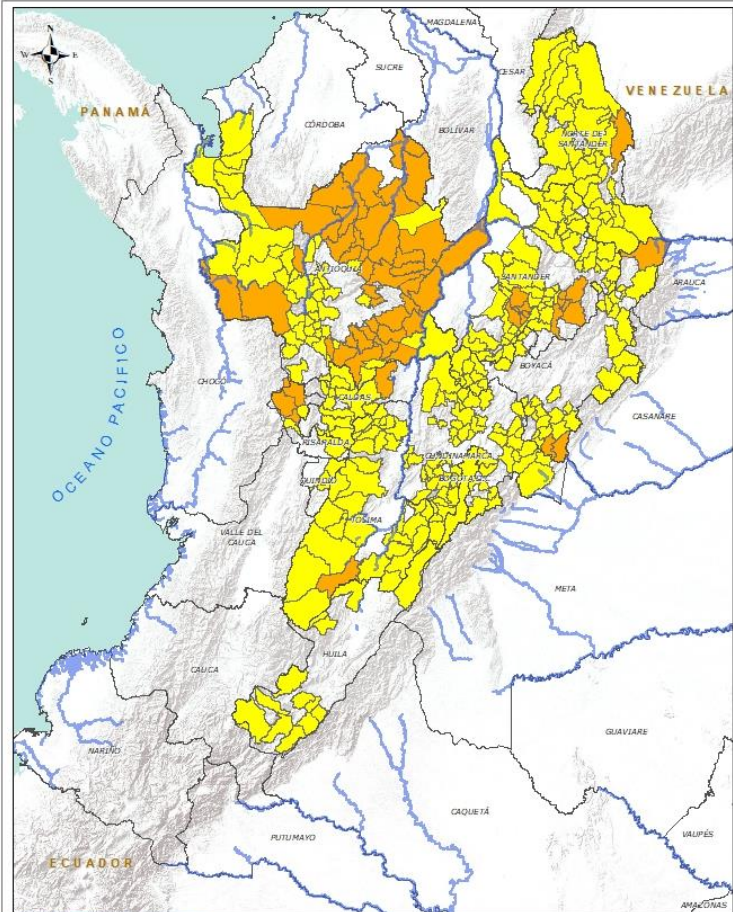 MAGDALENA
N
SUCRE
W
E
CESAR
S
VENEZUELA
PANAMÁ
CÓRDOBA
BOLÍVAR
NORTE DE
SANTANDER
ANTIOQUIA
SANTANDER
ARAUCA
BOYACÁ
CHOCÓ
CALDAS
CASANARE
OCEANO PACIFICO
RISARALDA
CUNDINAMARCA
QUINDIO
BOGOTÁ, D.C.
TOLIMA
VALLE DEL
CAUCA
META
HUILA
CAUCA
GUAVIARE
NARIÑO
CAQUETÁ
PUTUMAYO
VAUPÉS
ECUADOR
AMAZONAS